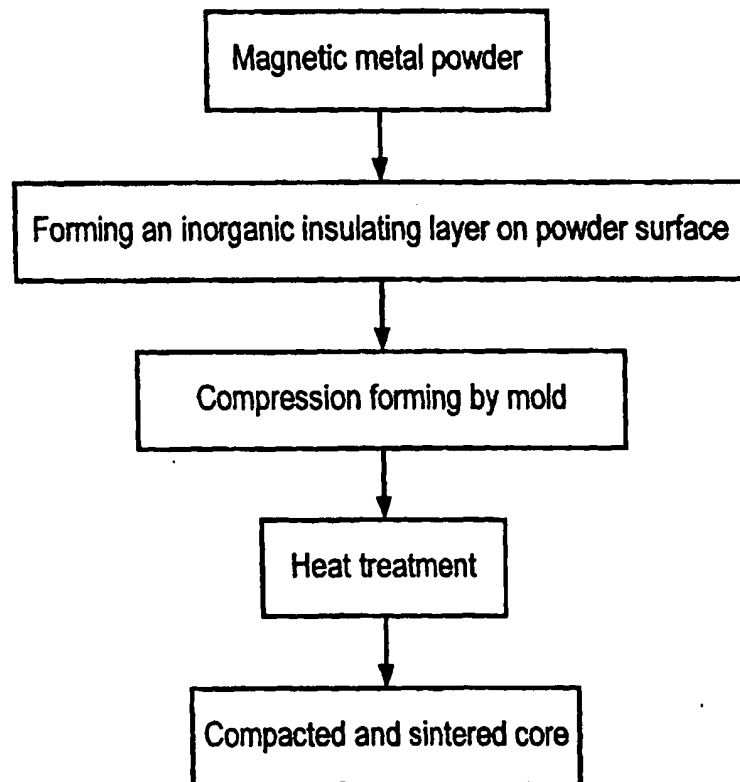 Magnetic metal powder
Forming an inorganic insulating layer on powder surface
Compression forming by mold
Heat treatment
Compacted and sintered core